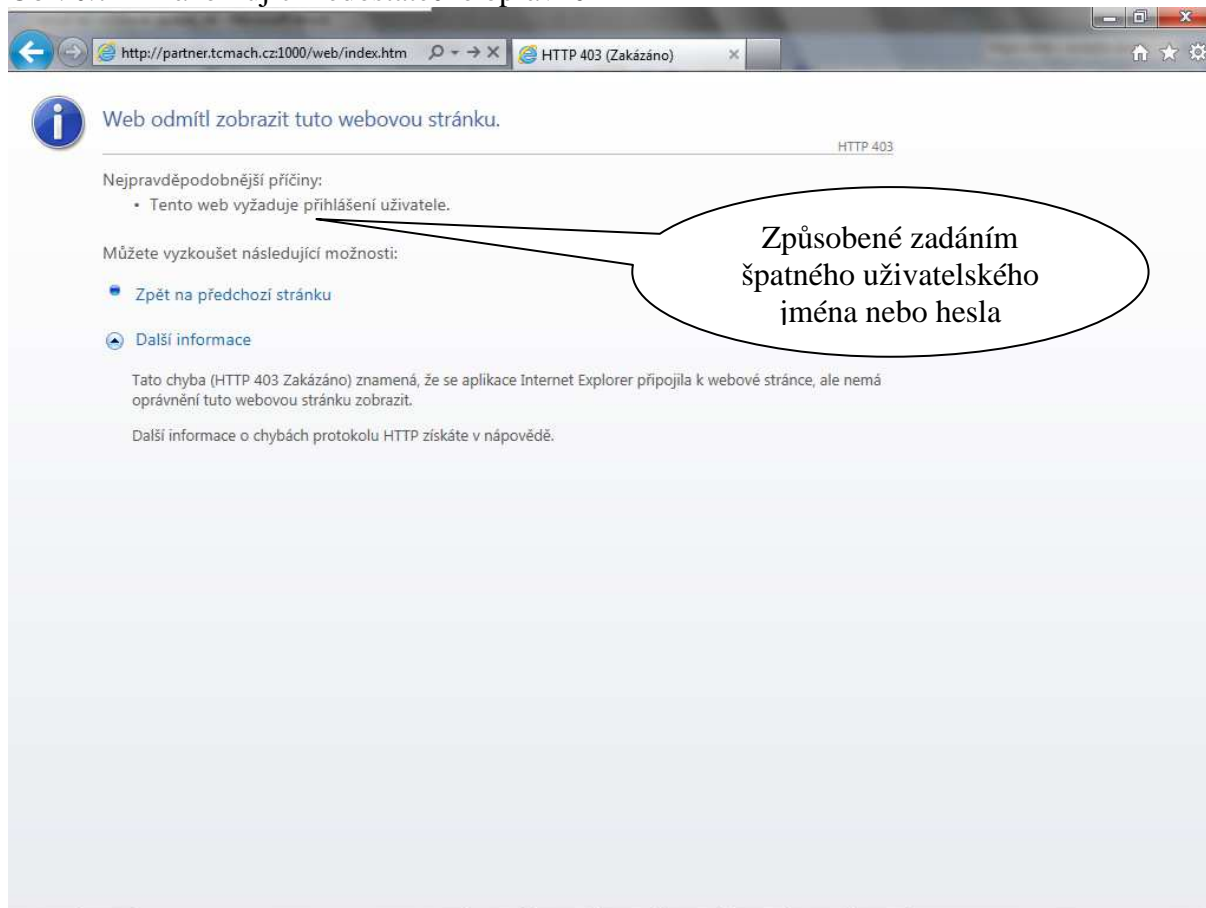 http://partner.tcmach.cz:1000/web/index.htm
HTTP 403 (Zakázáno)
Web odmítl zobrazit tuto webovou stránku.
HTTP 403
Nejpravděpodobnější příčiny:
• Tento web vyžaduje přihlášení uživatele.
Můžete vyzkoušet následující možnosti:
Zpět na předchozí stránku
Další informace
Tato chyba (HTTP 403 Zakázáno) znamená, že se aplikace Internet Explorer připojila k webové stránce, ale nemá
oprávnění tuto webovou stránku zobrazit.
Další informace o chybách protokolu HTTP získáte v nápovědě.
Způsobené zadáním
špatného uživatelského
jména nebo hesla